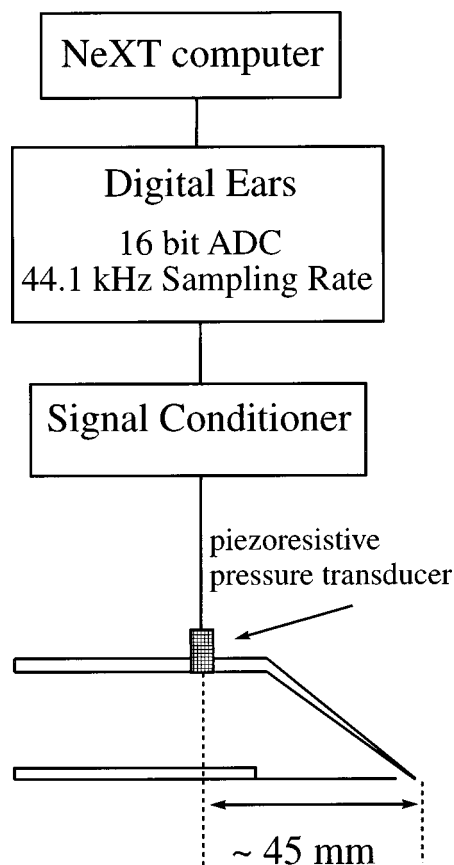 NeXT computer
Digital Ears
16 bit ADC
44.1 kHz Sampling Rate
Signal Conditioner
piezoresistive
pressure transducer
~ 45 mm